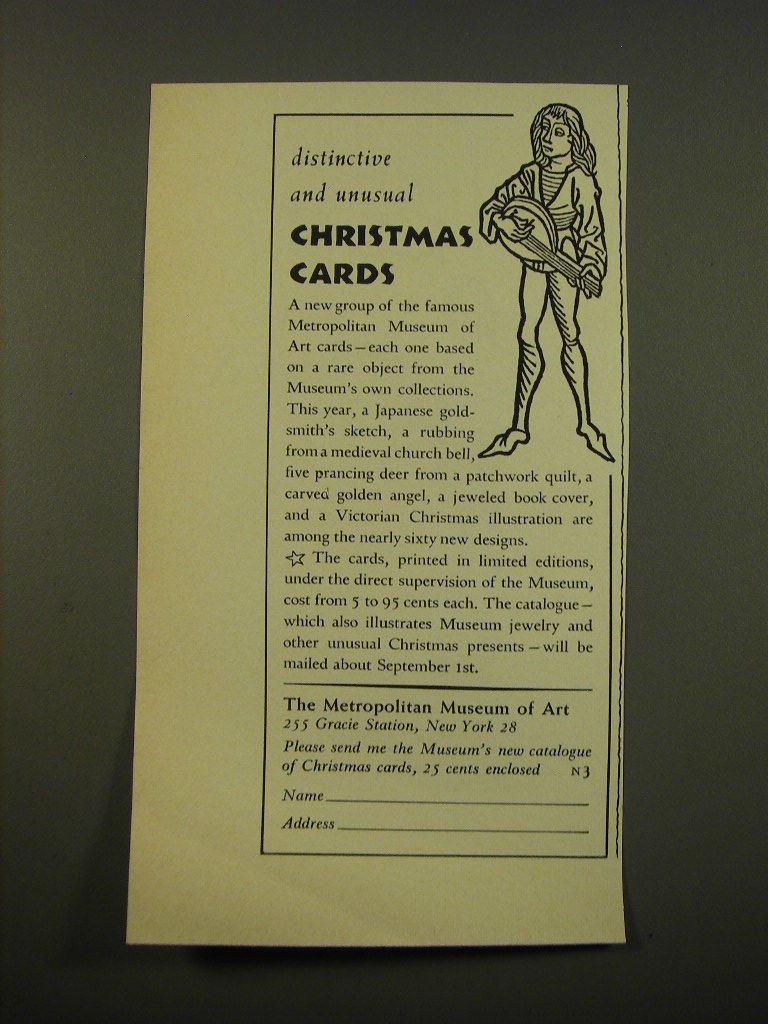 distinctive
and unusual
CHRISTMAS
CARDS
A new group of the famous
Metropolitan Museum of
Art cards—each one based
on a rare object from the
Museum's own collections.
This year, a Japanese gold-
smith's sketch, a rubbing
from a medieval church bell,
five prancing deer from a patchwork quilt, a
carved golden angel, a jeweled book cover,
and a Victorian Christmas illustration are
among the nearly sixty new designs.
☆ The cards, printed in limited editions,
under the direct supervision of the Museum,
cost from 5 to 95 cents each. The catalogue—
which also illustrates Museum jewelry and
other unusual Christmas presents—will be
mailed about September 1st.
The Metropolitan Museum of Art
255 Gracie Station, New York 28
Please send me the Museum's new catalogue
of Christmas cards, 25 cents enclosed N3
Name
Address